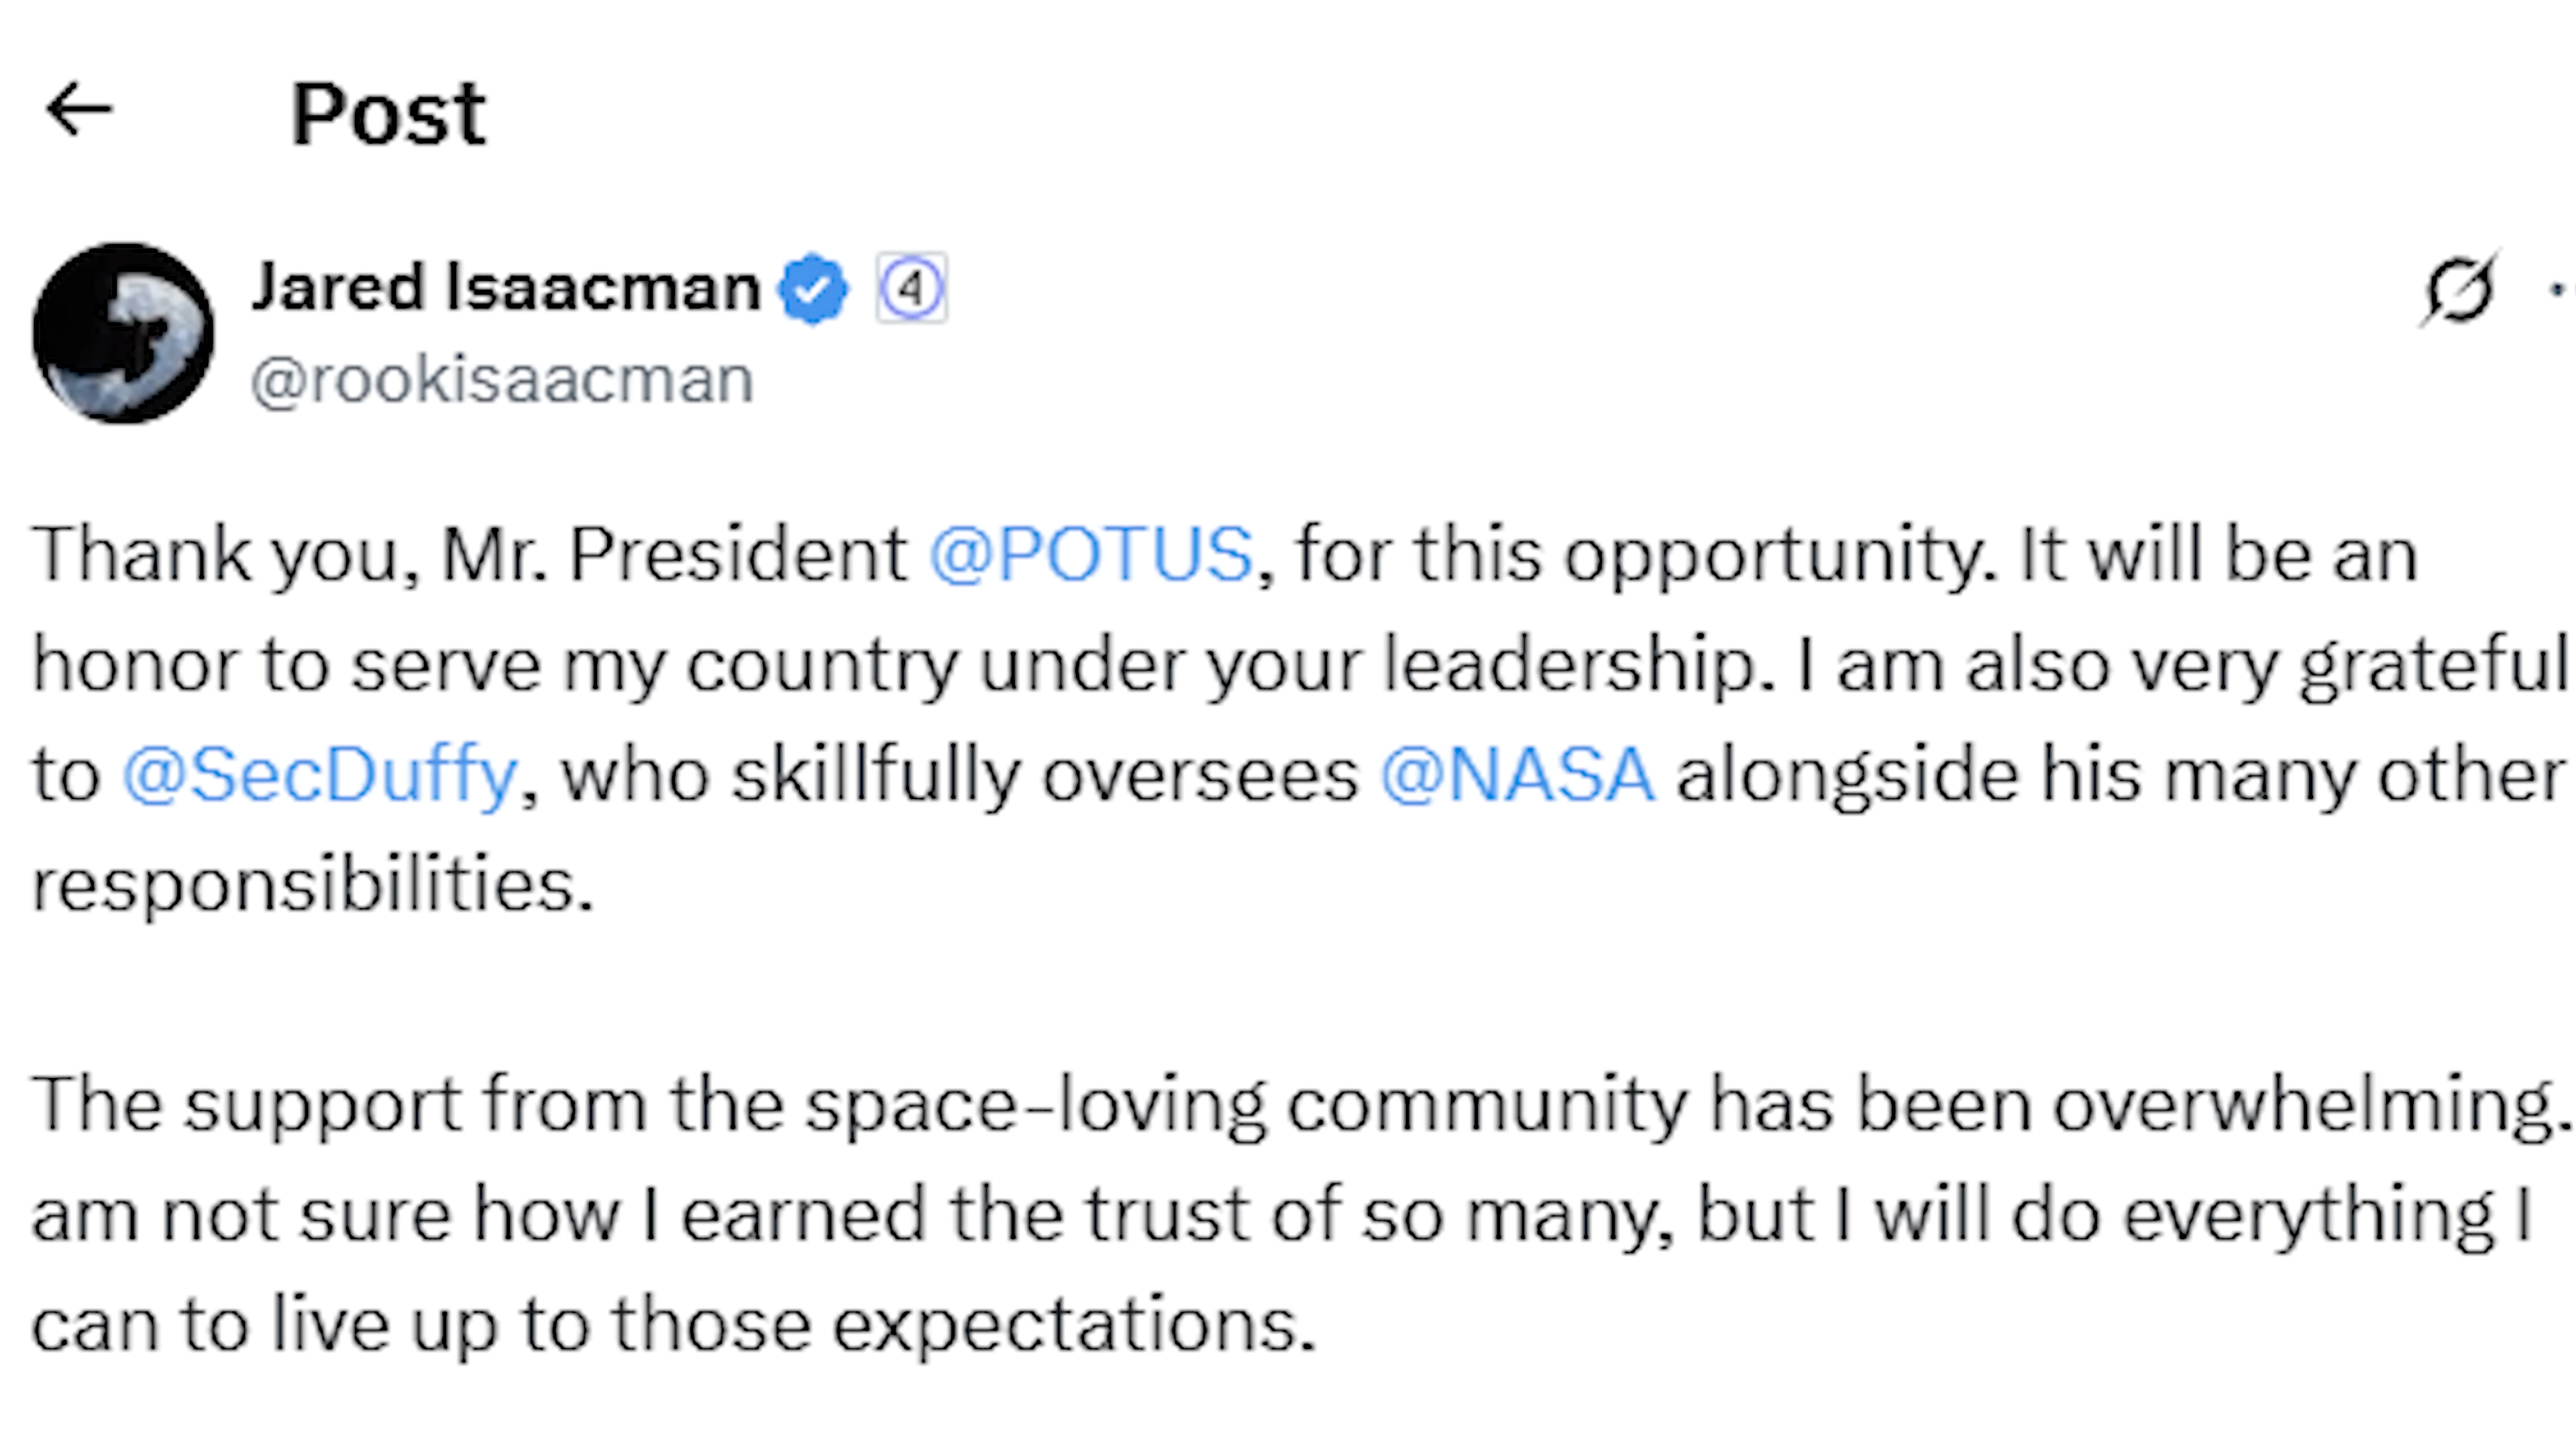 Post
Jared Isaacman 4
@rookisaacman
Thank you, Mr. President @POTUS, for this opportunity. It will be an
honor to serve my country under your leadership. I am also very grateful
to @SecDuffy, who skillfully oversees @NASA alongside his many other
responsibilities.
The support from the space-loving community has been overwhelming.
am not sure how I earned the trust of so many, but I will do everything I
can to live up to those expectations.